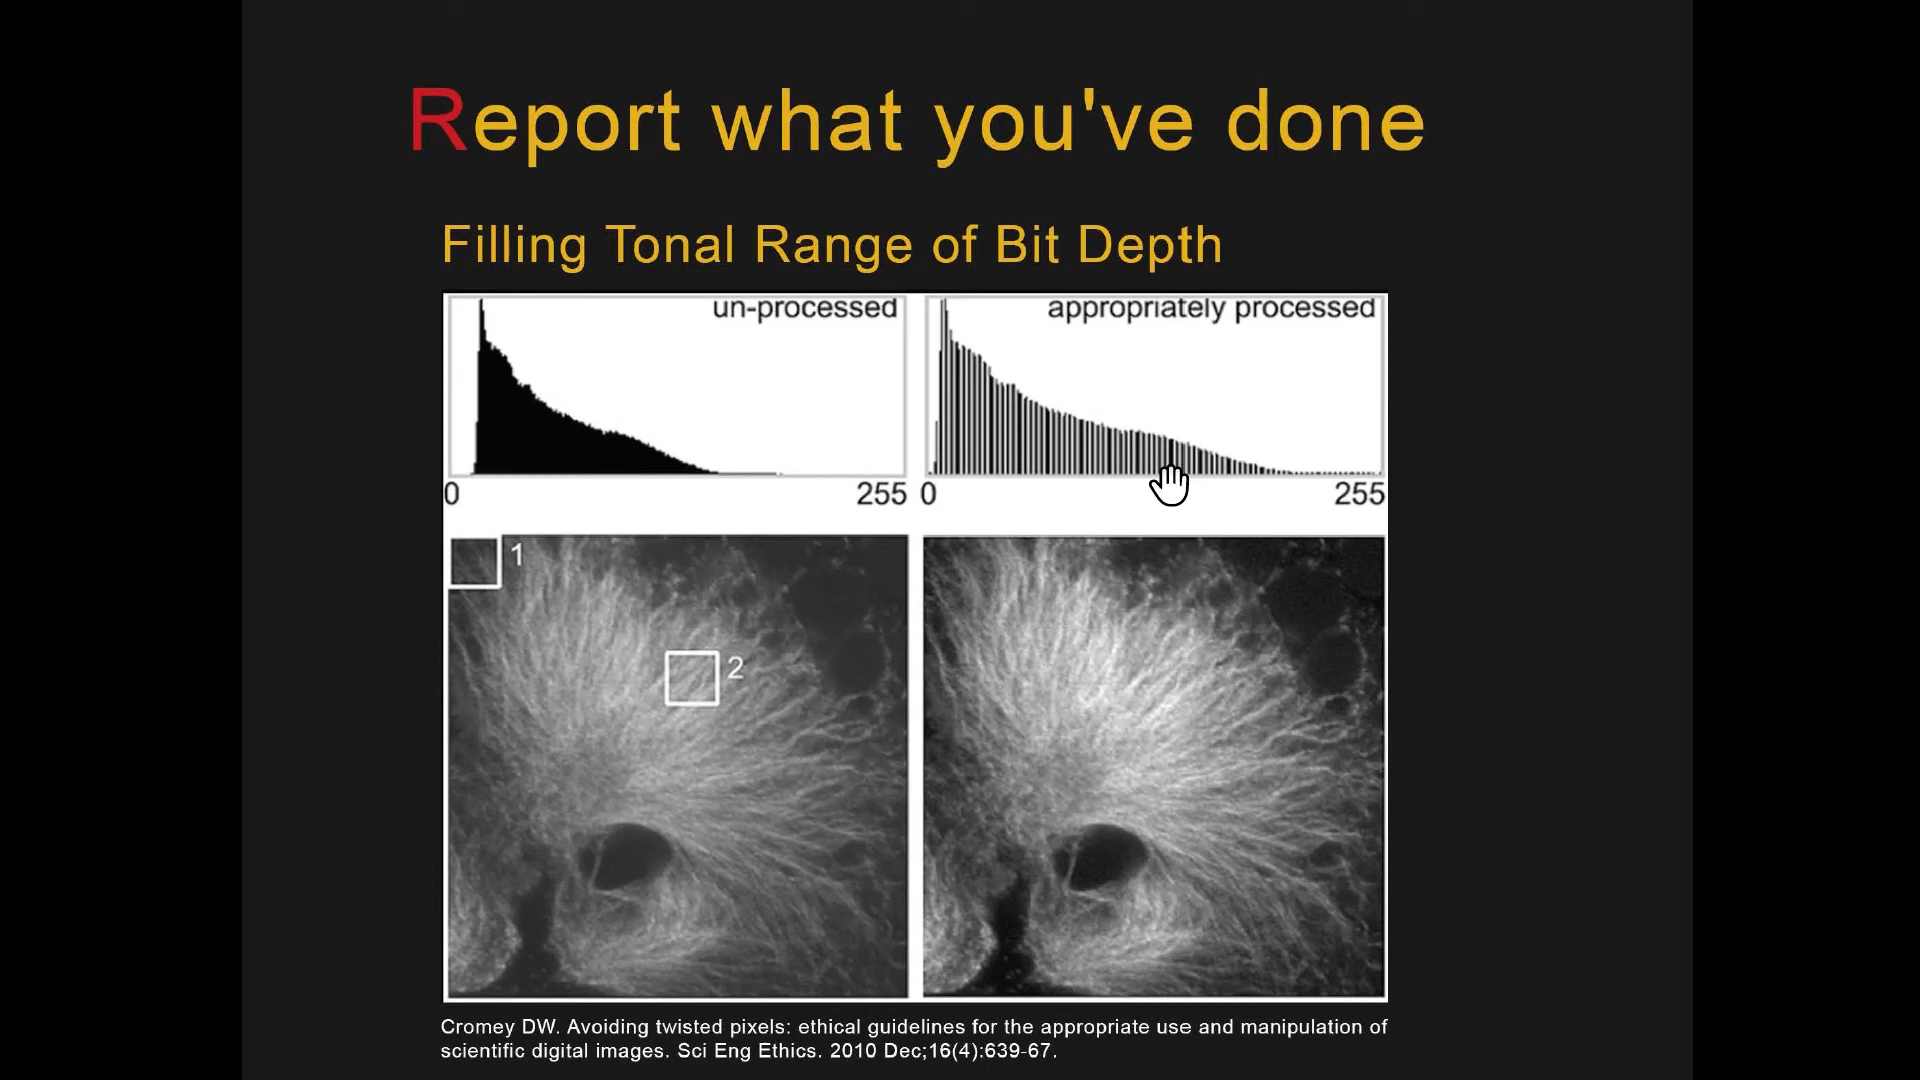 Report what you've done
Filling Tonal Range of Bit Depth
un-processed
appropriately processed
0
255
0
255
1
2
Cromey DW. Avoiding twisted pixels: ethical guidelines for the appropriate use and manipulation of
scientific digital images. Sci Eng Ethics. 2010 Dec;16(4):639-67.